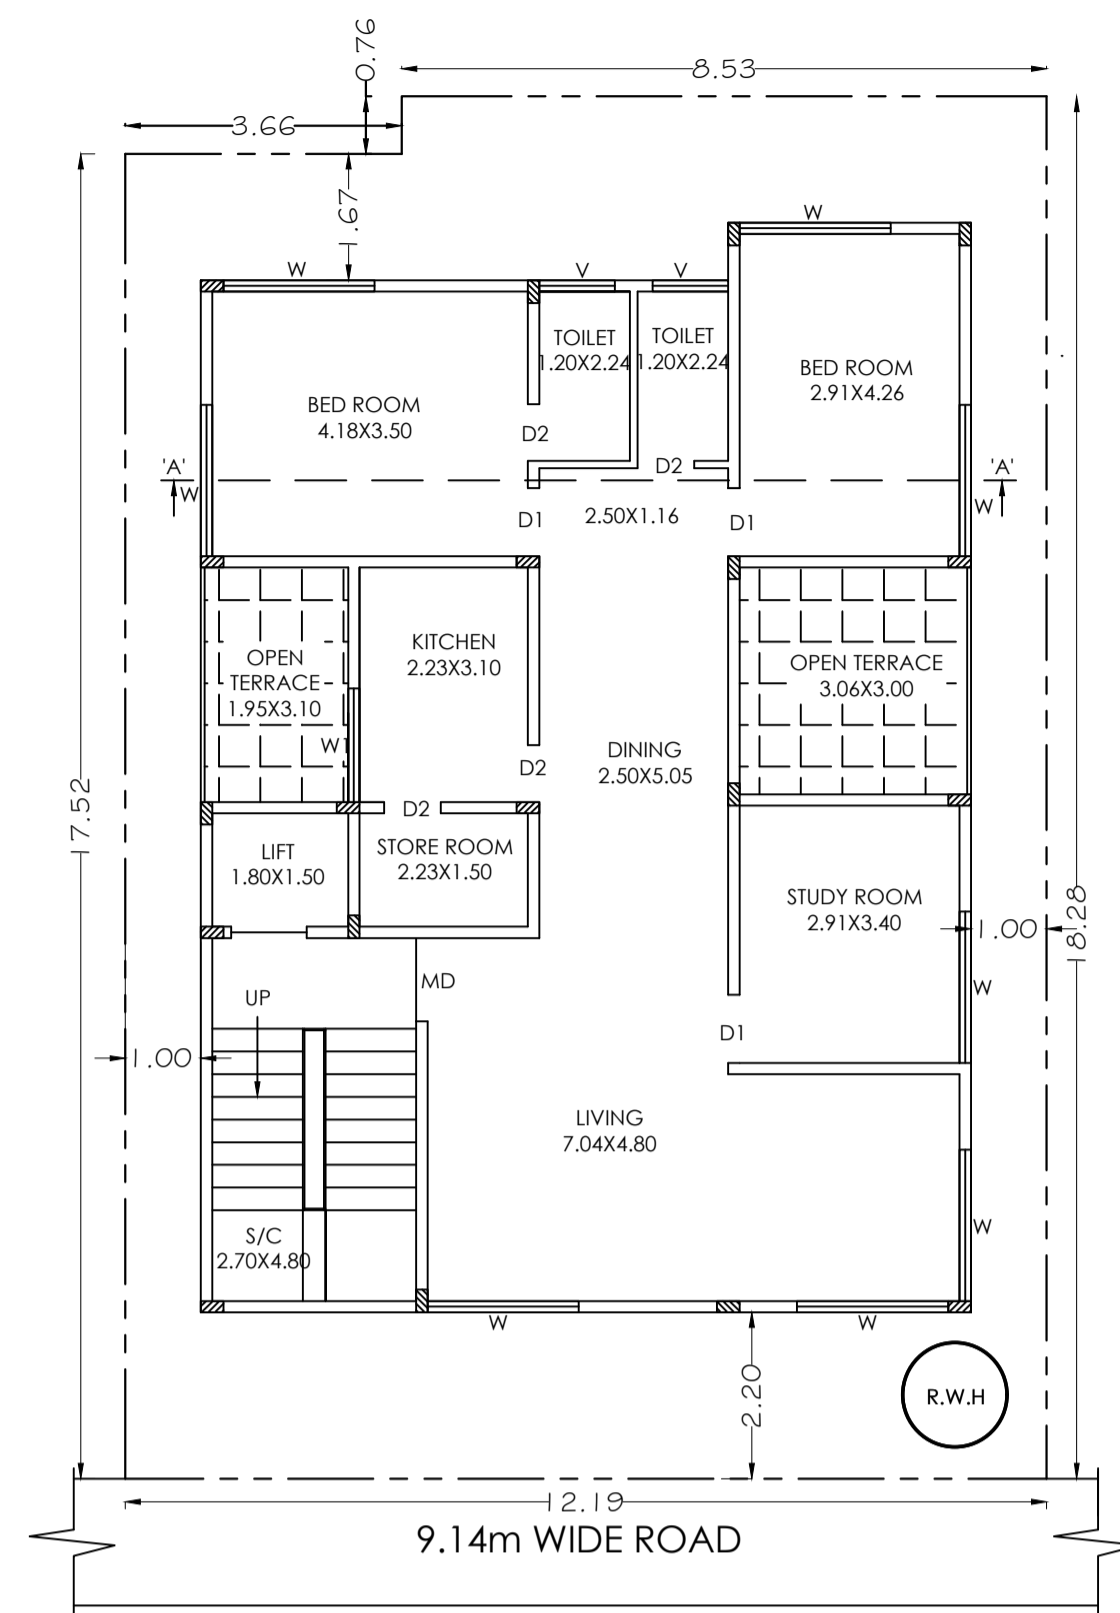 0.76
8.53
3.66
1.67
W
W
V
V
TOILET
1.20X2.24
TOILET
1.20X2.24
BED ROOM
2.91X4.26
BED ROOM
4.18X3.50
D2
D2
'A'
'A'
W
W
D1
2.50X1.16
D1
KITCHEN
2.23X3.10
OPEN
TERRACE
1.95X3.10
OPEN TERRACE
3.06X3.00
W1
DINING
2.50X5.05
D2
17.52
D2
LIFT
1.80X1.50
STORE ROOM
2.23X1.50
STUDY ROOM
2.91X3.40
1.00
18.28
MD
W
UP
D1
1.00
LIVING
7.04X4.80
W
S/C
2.70X4.80
W
W
2.20
R.W.H
12.19
9.14m WIDE ROAD